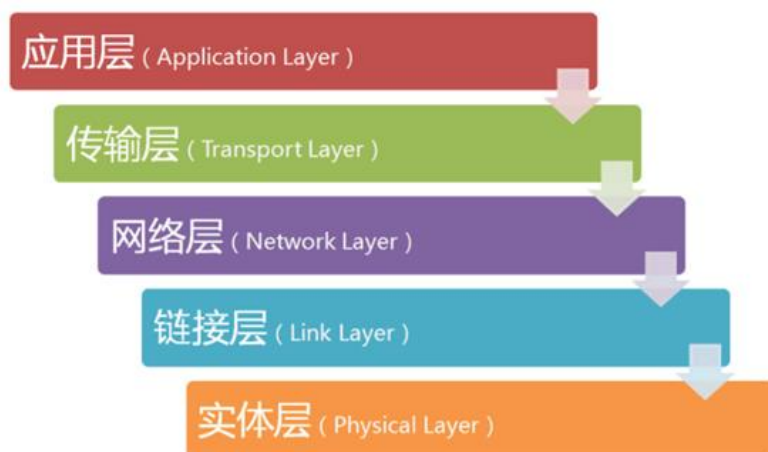 应用层（Application Layer）
传输层（Transport Layer）
网络层（Network Layer）
链接层（Link Layer）
实体层（Physical Layer）